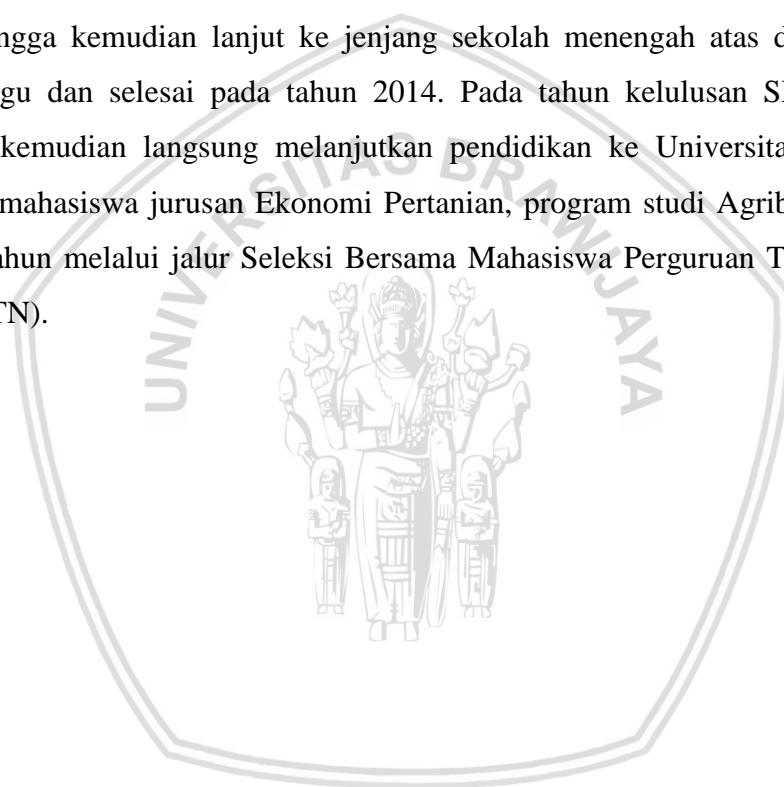 ngga kemudian lanjut ke jenjang sekolah menengah atas d
gu dan selesai pada tahun 2014. Pada tahun kelulusan S
kemudian langsung melanjutkan pendidikan ke Universita
mahasiswa jurusan Ekonomi Pertanian, program studi Agrib
ahun melalui jalur Seleksi Bersama Mahasiswa Perguruan T
TN).
UNIVERSITAS BRAWIJAYA